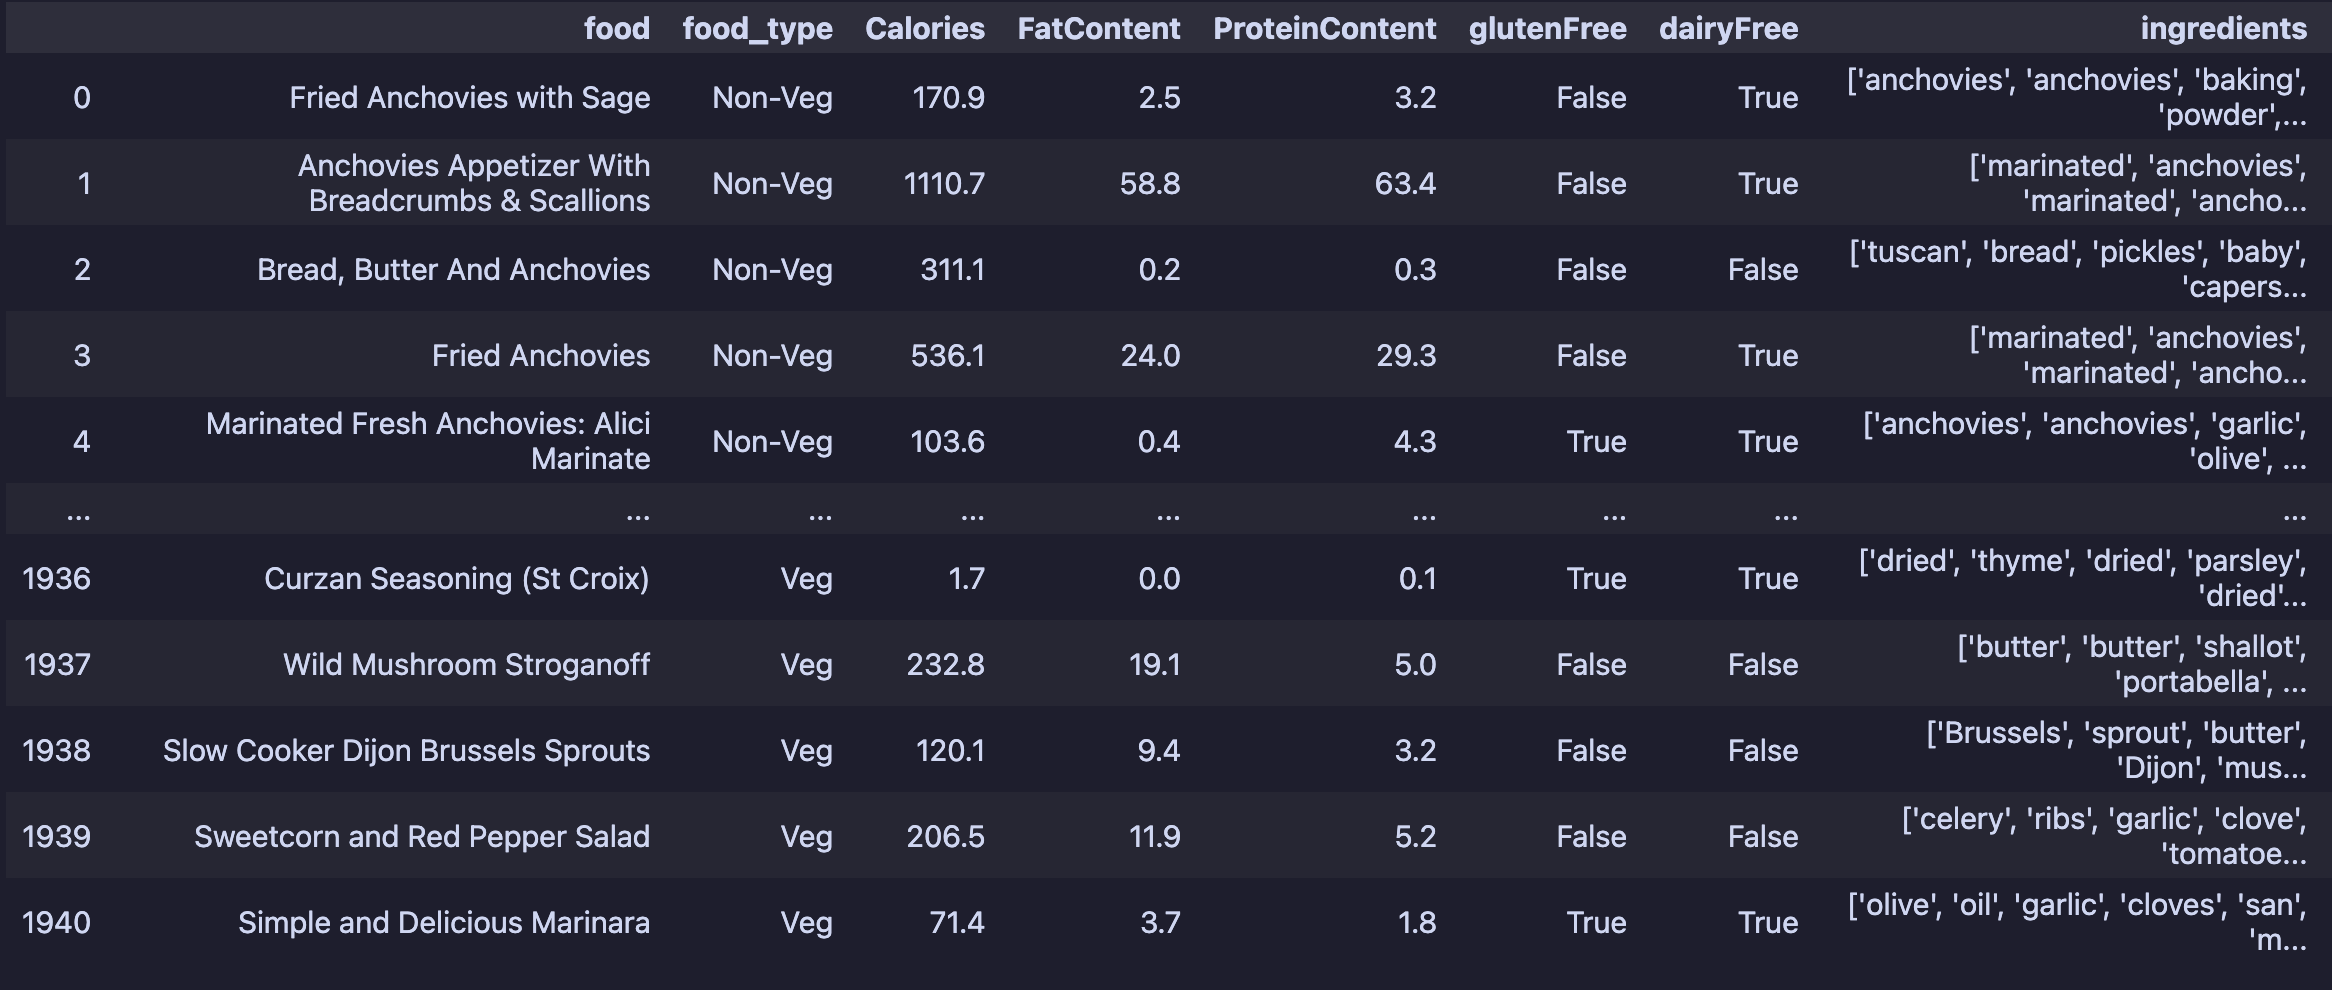 food food_type Calories FatContent ProteinContent glutenFree dairyFree ingredients
0 Fried Anchovies with Sage Non-Veg 170.9 2.5 3.2 False True ['anchovies', 'anchovies', 'baking',
'powder',...
1 Anchovies Appetizer With Non-Veg 1110.7 58.8 63.4 False True ['marinated', 'anchovies',
Breadcrumbs & Scallions 'marinated', 'ancho...
2 Bread, Butter And Anchovies Non-Veg 311.1 0.2 0.3 False False ['tuscan', 'bread', 'pickles', 'baby',
'capers...
3 Fried Anchovies Non-Veg 536.1 24.0 29.3 False True ['marinated', 'anchovies',
'marinated', 'ancho...
4 Marinated Fresh Anchovies: Alici Non-Veg 103.6 0.4 4.3 True True ['anchovies', 'anchovies', 'garlic',
Marinate 'olive', ...
... ... ... ... ... ... ... ... ...
1936 Curzan Seasoning (St Croix) Veg 1.7 0.0 0.1 True True ['dried', 'thyme', 'dried', 'parsley',
'dried'...
1937 Wild Mushroom Stroganoff Veg 232.8 19.1 5.0 False False ['butter', 'butter', 'shallot',
'portabella', ...
1938 Slow Cooker Dijon Brussels Sprouts Veg 120.1 9.4 3.2 False False ['Brussels', 'sprout', 'butter',
'Dijon', 'mus...
1939 Sweetcorn and Red Pepper Salad Veg 206.5 11.9 5.2 False False ['celery', 'ribs', 'garlic', 'clove',
'tomatoe...
1940 Simple and Delicious Marinara Veg 71.4 3.7 1.8 True True ['olive', 'oil', 'garlic', 'cloves', 'san',
'm...